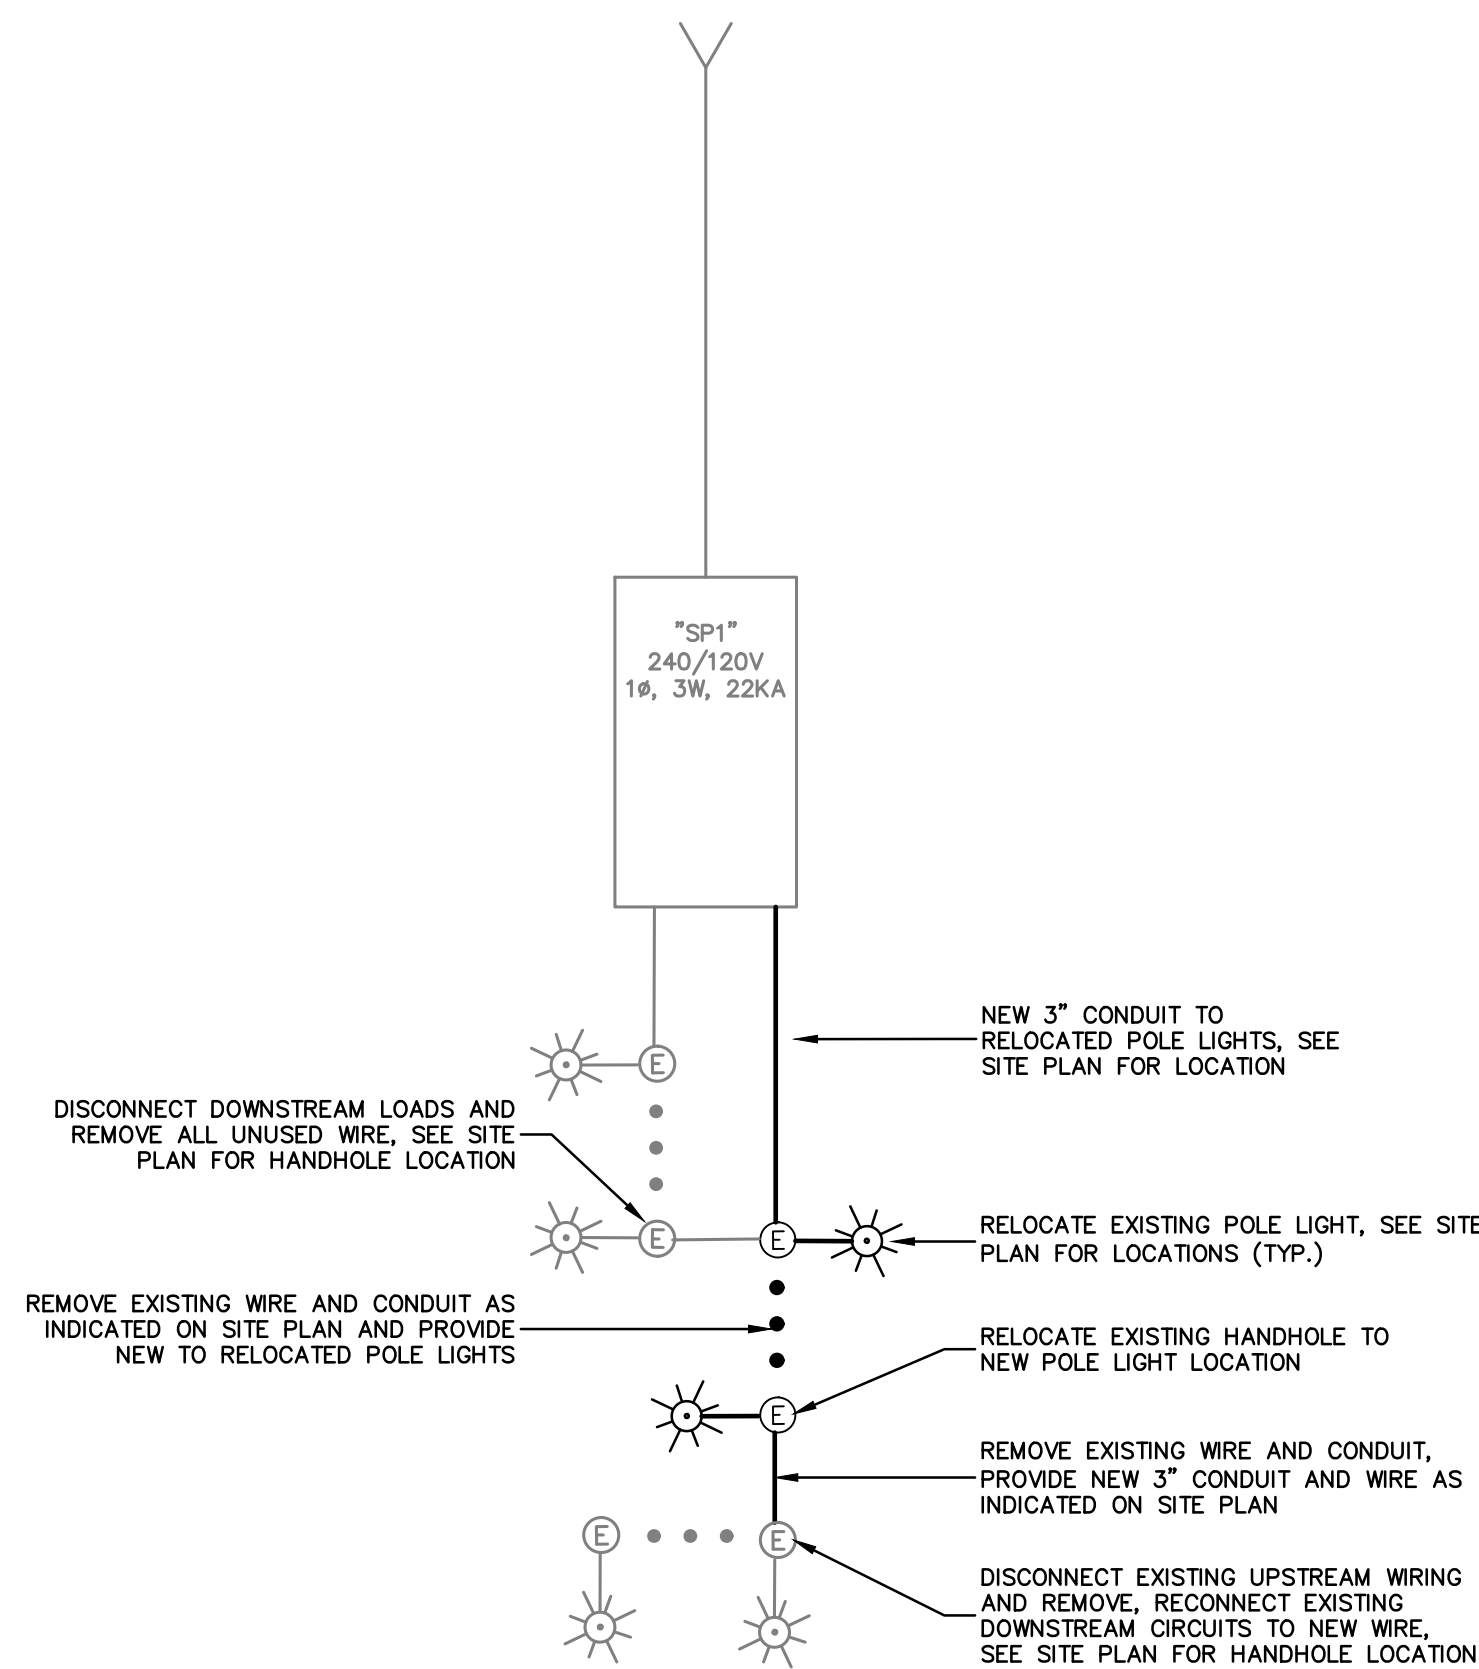 "SP1"
240/120V
1ø, 3W, 22KA
NEW 3" CONDUIT TO
RELOCATED POLE LIGHTS, SEE
SITE PLAN FOR LOCATION
E
DISCONNECT DOWNSTREAM LOADS AND
REMOVE ALL UNUSED WIRE, SEE SITE
PLAN FOR HANDHOLE LOCATION
E
E
RELOCATE EXISTING POLE LIGHT, SEE SITE
PLAN FOR LOCATIONS (TYP.)
REMOVE EXISTING WIRE AND CONDUIT AS
INDICATED ON SITE PLAN AND PROVIDE
NEW TO RELOCATED POLE LIGHTS
RELOCATE EXISTING HANDHOLE TO
NEW POLE LIGHT LOCATION
E
REMOVE EXISTING WIRE AND CONDUIT,
PROVIDE NEW 3" CONDUIT AND WIRE AS
INDICATED ON SITE PLAN
E
E
DISCONNECT EXISTING UPSTREAM WIRING
AND REMOVE, RECONNECT EXISTING
DOWNSTREAM CIRCUITS TO NEW WIRE,
SEE SITE PLAN FOR HANDHOLE LOCATION